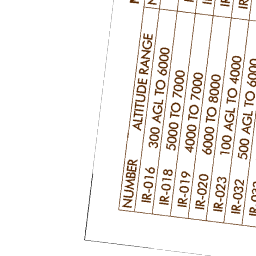 NUMBER ALTITUDE RANGE
IR-016 300 AGL TO 6000
IR-018 5000 TO 7000
IR-019 4000 TO 7000
IR-020 6000 TO 8000
IR-023 100 AGL TO 4000
IR-032 500 AGL TO 6000